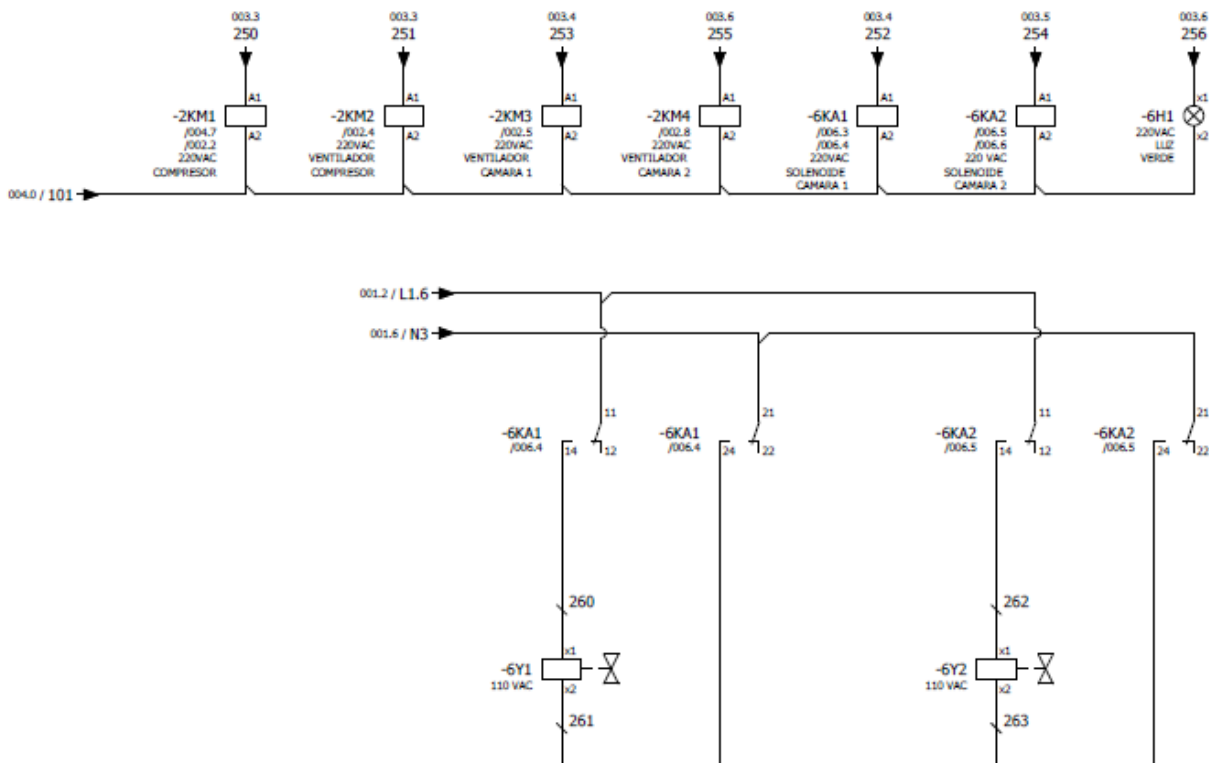 003.3 003.3 003.4 003.6 003.4 003.5 003.6
250 251 253 255 252 254 256
A1 A1 A1 A1 A1 A1 x1
-2KM1 -2KM2 -2KM3 -2KM4 -6KA1 -6KA2 -6H1
/004.7 /002.4 /002.5 /002.8 /006.3 /006.5 220VAC
A2 A2 A2 A2 A2 A2 x2
/002.2 220VAC 220VAC 220VAC /006.4 /006.6 LUZ
220VAC VENTILADOR VENTILADOR VENTILADOR 220VAC 220 VAC VERDE
COMPRESOR COMPRESOR CAMARA 1 CAMARA 2 SOLENOIDE SOLENOIDE
CAMARA 1 CAMARA 2
004.0 / 101
001.2 / L1.6
001.6 / N3
11 21 11 21
-6KA1 -6KA1 -6KA2 -6KA2
/006.4 /006.4 /006.5 /006.5
14 12 24 22 14 12 24 22
260 262
x1 x1
-6Y1 -6Y2
110 VAC 110 VAC
x2 x2
261 263